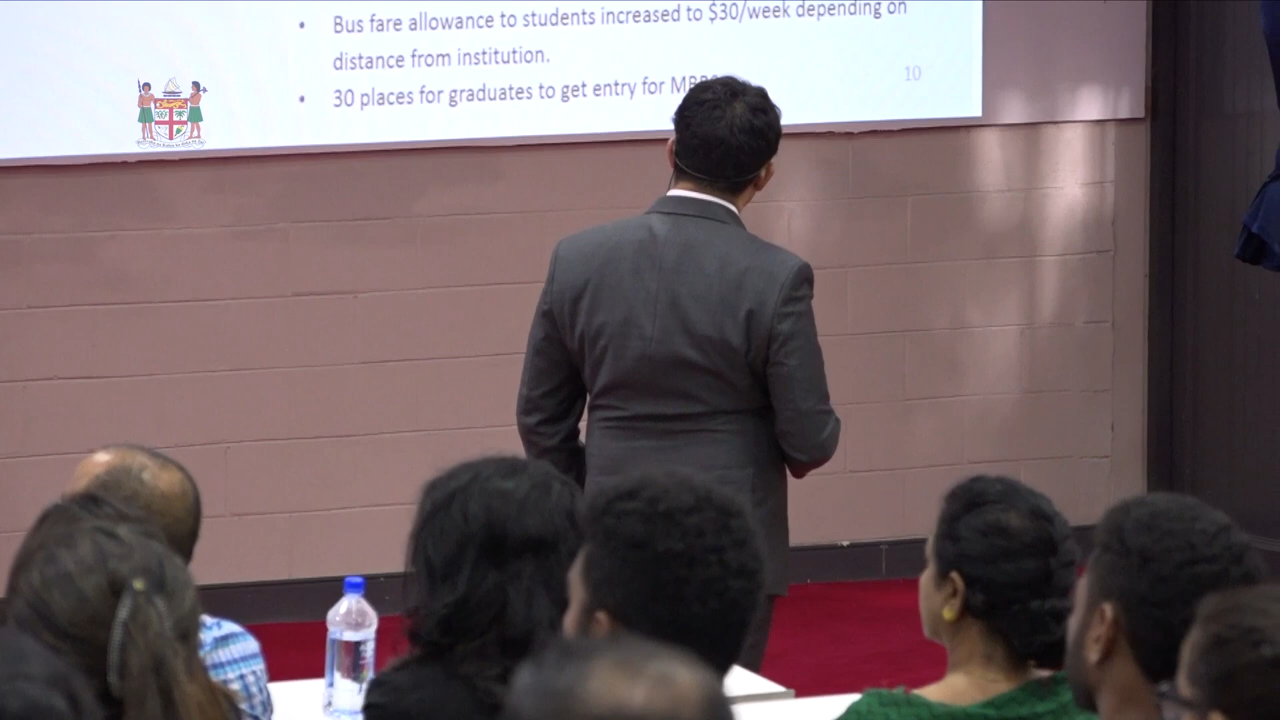 • Bus fare allowance to students increased to $30/week depending on
distance from institution.
• 30 places for graduates to get entry for
10